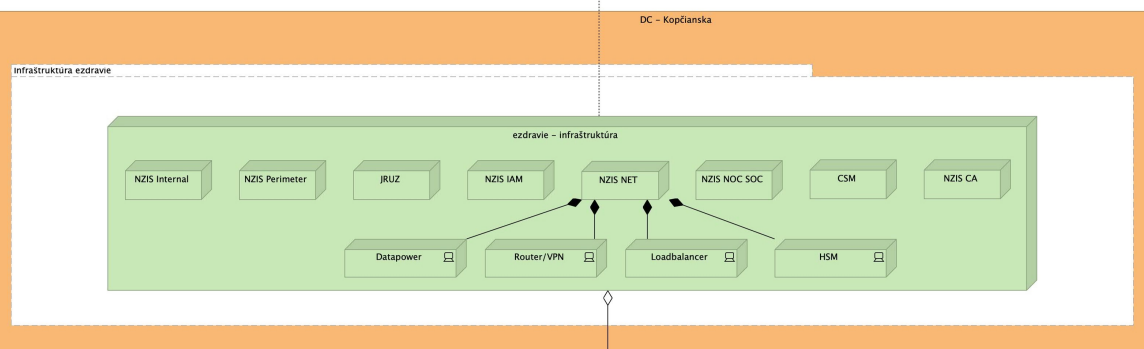 DC – Kopčianska
Infraštruktúra ezdravie
ezdravie – infraštruktúra
NZIS Internal
NZIS Perimeter
JRUZ
NZIS IAM
NZIS NET
NZIS NOC SOC
CSM
NZIS CA
Datapower
Router/VPN
Loadbalancer
HSM